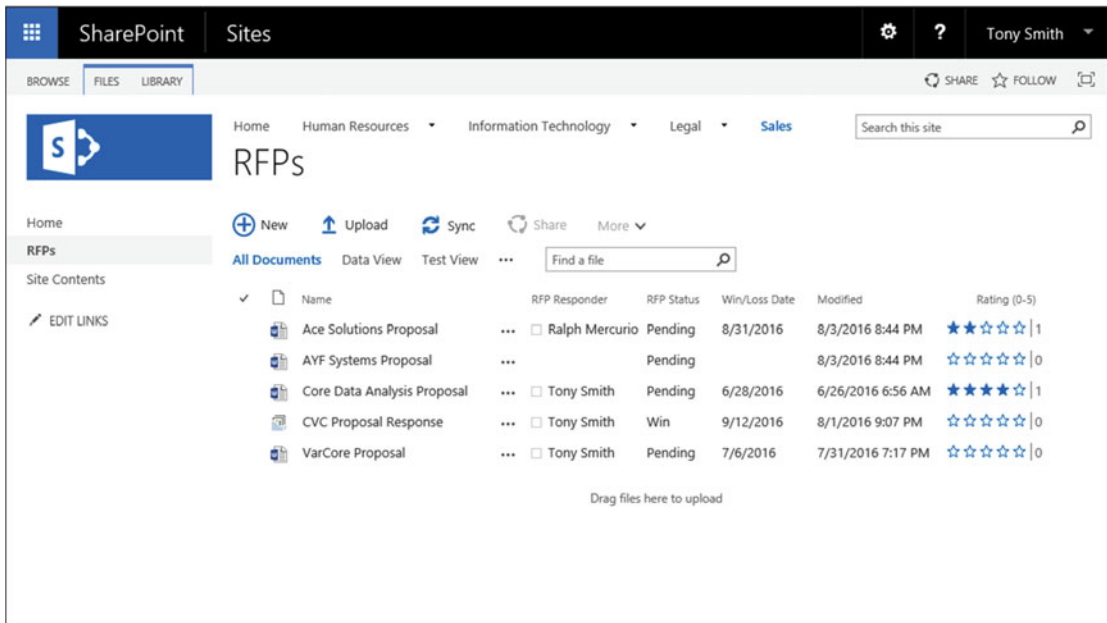 SharePoint Sites ? Tony Smith
BROWSE FILES LIBRARY SHARE FOLLOW
S
Home Human Resources Information Technology Legal Sales Search this site
RFPs
Home
RFPs
Site Contents
EDIT LINKS
New Upload Sync Share More
All Documents Data View Test View ... Find a file
Name RFP Responder RFP Status Win/Loss Date Modified Rating (0-5)
Ace Solutions Proposal ... Ralph Mercurio Pending 8/31/2016 8/3/2016 8:44 PM 1
AYF Systems Proposal ... Pending 8/3/2016 8:44 PM 0
Core Data Analysis Proposal ... Tony Smith Pending 6/28/2016 6/26/2016 6:56 AM 1
CVC Proposal Response ... Tony Smith Win 9/12/2016 8/1/2016 9:07 PM 0
VarCore Proposal ... Tony Smith Pending 7/6/2016 7/31/2016 7:17 PM 0
Drag files here to upload